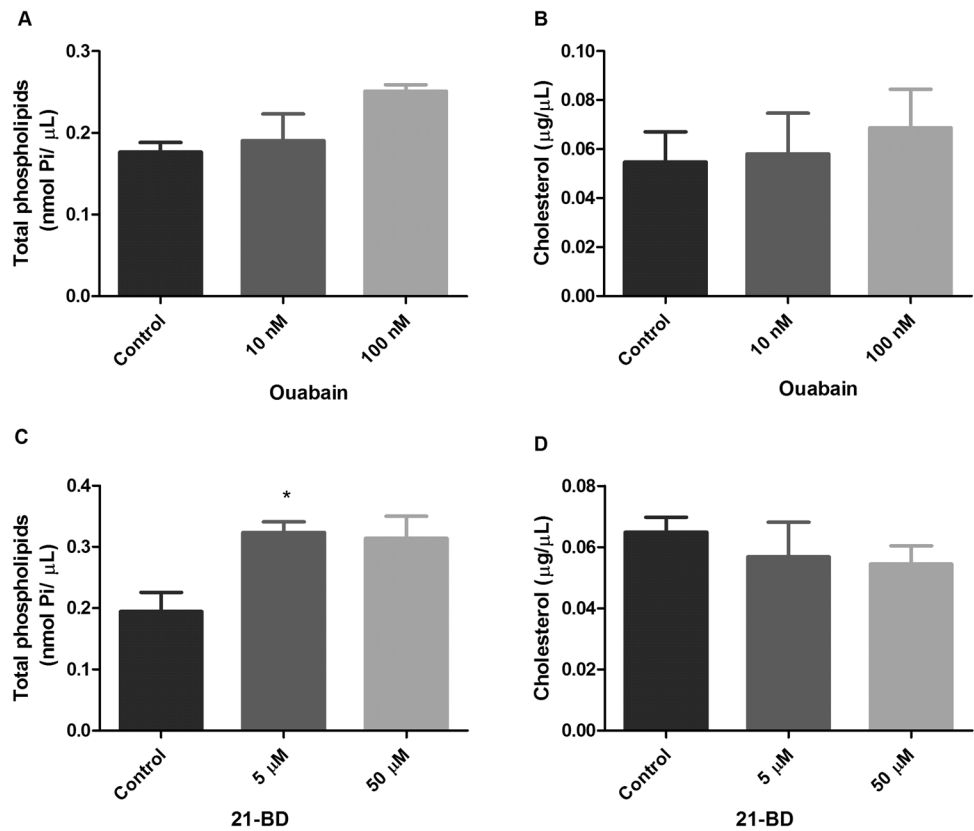 A
Total phospholipids
(nmol Pi/ μL)
0.3
0.2
0.1
0.0
Control
10 nM
100 nM
Ouabain
B
Cholesterol (μg/μL)
0.10
0.08
0.06
0.04
0.02
0.00
Control
10 nM
100 nM
Ouabain
C
Total phospholipids
(nmol Pi/ μL)
0.4
0.3
0.2
0.1
0.0
*
Control
5 μM
50 μM
21-BD
D
Cholesterol (μg/μL)
0.08
0.06
0.04
0.02
0.00
Control
5 μM
50 μM
21-BD